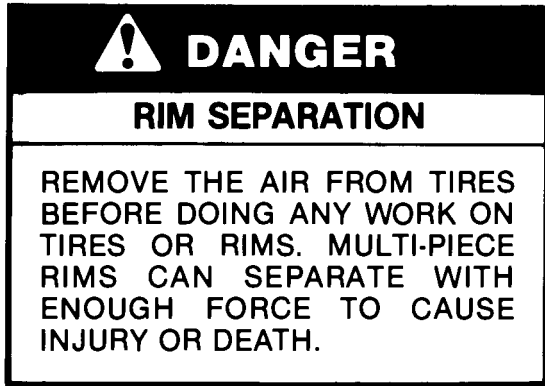 DANGER
RIM SEPARATION
REMOVE THE AIR FROM TIRES
BEFORE DOING ANY WORK ON
TIRES OR RIMS. MULTI-PIECE
RIMS CAN SEPARATE WITH
ENOUGH FORCE TO CAUSE
INJURY OR DEATH.